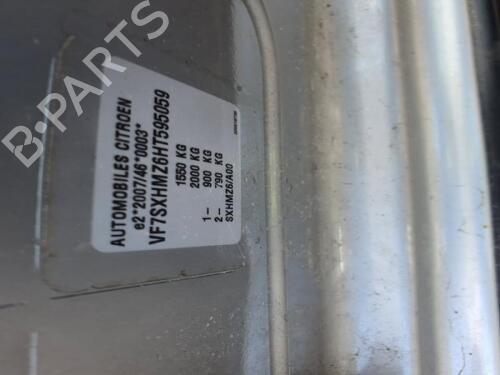 AUTOMOBILES CITROEN
e2*2007/46*0003*
VF7SXHMZ6HT595059
1550 KG
2000 KG
1- 900 KG
2- 790 KG
SXHMZ6/A00
B-PARTS